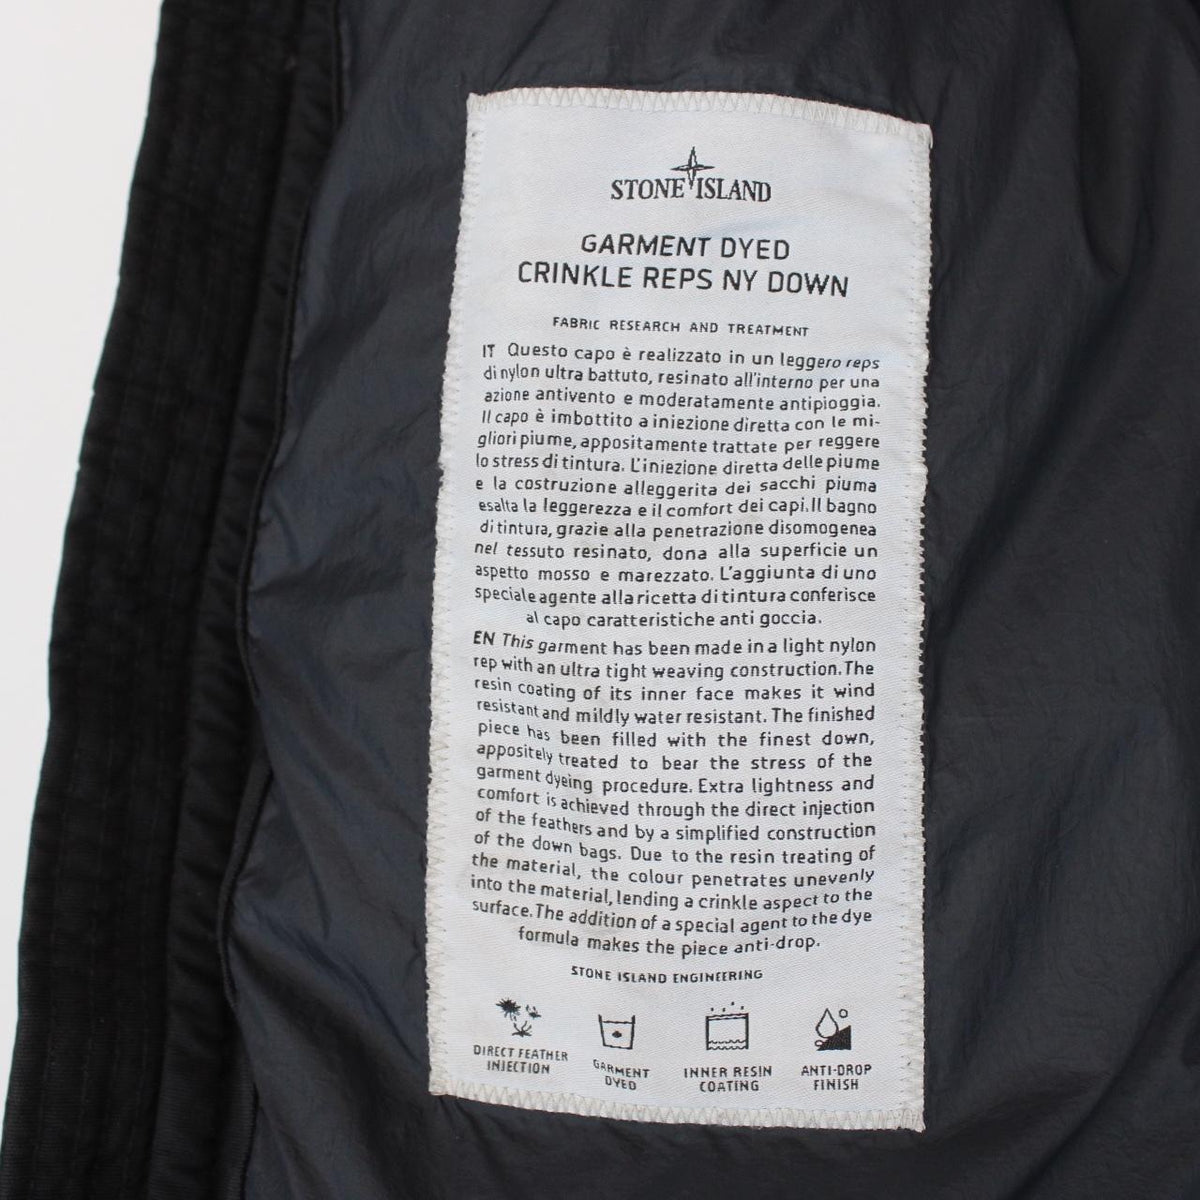 STONE ISLAND
GARMENT DYED
CRINKLE REPS NY DOWN
FABRIC RESEARCH AND TREATMENT
IT Questo capo è realizzato in un leggero reps
di nylon ultra battuto, resinato all'interno per una
azione antivento e moderatamente antipioggia.
Il capo è imbottito a iniezione diretta con le mi-
gliori piume, appositamente trattate per reggere
lo stress di tintura. L'iniezione diretta delle piume
e la costruzione alleggerita dei sacchi piuma
esalta la leggerezza e il comfort dei capi. Il bagno
di tintura, grazie alla penetrazione disomogenea
nel tessuto resinato, dona alla superficie un
aspetto mosso e marezzato. L'aggiunta di uno
speciale agente alla ricetta di tintura conferisce
al capo caratteristiche anti goccia.
EN This garment has been made in a light nylon
rep with an ultra tight weaving construction. The
resin coating of its inner face makes it wind
resistant and mildly water resistant. The finished
piece has been filled with the finest down,
appositely treated to bear the stress of the
garment dyeing procedure. Extra lightness and
comfort is achieved through the direct injection
of the feathers and by a simplified construction
of the down bags. Due to the resin treating of
the material, the colour penetrates unevenly
into the material, lending a crinkle aspect to the
surface. The addition of a special agent to the dye
formula makes the piece anti-drop.
STONE ISLAND ENGINEERING
DIRECT FEATHER
INJECTION
GARMENT
DYED
INNER RESIN
COATING
ANTI-DROP
FINISH